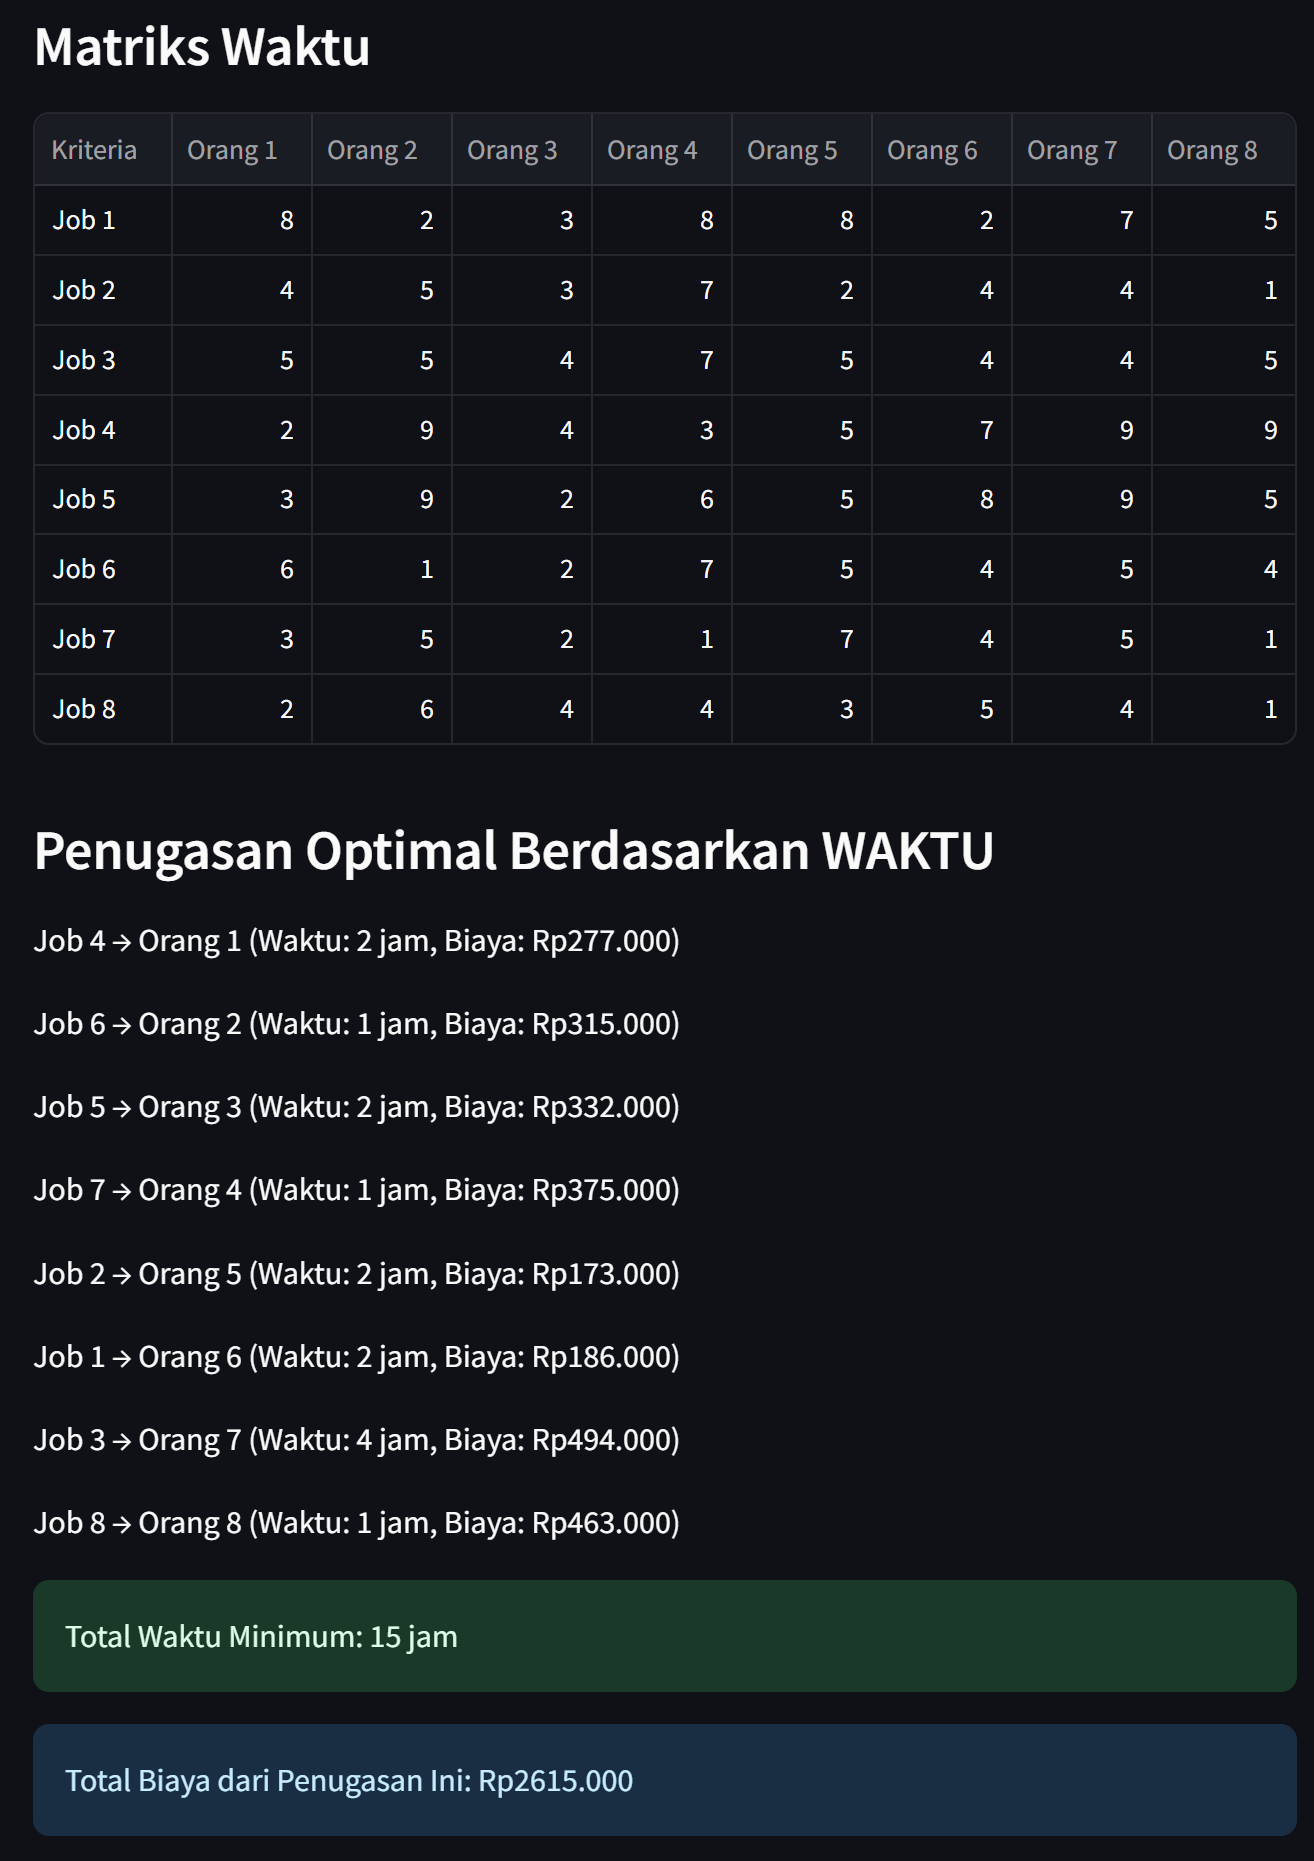 Matriks Waktu
Kriteria Orang 1 Orang 2 Orang 3 Orang 4 Orang 5 Orang 6 Orang 7 Orang 8
Job 1 8 2 3 8 8 2 7 5
Job 2 4 5 3 7 2 4 4 1
Job 3 5 5 4 7 5 4 4 5
Job 4 2 9 4 3 5 7 9 9
Job 5 3 9 2 6 5 8 9 5
Job 6 6 1 2 7 5 4 5 4
Job 7 3 5 2 1 7 4 5 1
Job 8 2 6 4 4 3 5 4 1
Penugasan Optimal Berdasarkan WAKTU
Job 4 → Orang 1 (Waktu: 2 jam, Biaya: Rp277.000)
Job 6 → Orang 2 (Waktu: 1 jam, Biaya: Rp315.000)
Job 5 → Orang 3 (Waktu: 2 jam, Biaya: Rp332.000)
Job 7 → Orang 4 (Waktu: 1 jam, Biaya: Rp375.000)
Job 2 → Orang 5 (Waktu: 2 jam, Biaya: Rp173.000)
Job 1 → Orang 6 (Waktu: 2 jam, Biaya: Rp186.000)
Job 3 → Orang 7 (Waktu: 4 jam, Biaya: Rp494.000)
Job 8 → Orang 8 (Waktu: 1 jam, Biaya: Rp463.000)
Total Waktu Minimum: 15 jam
Total Biaya dari Penugasan Ini: Rp2615.000